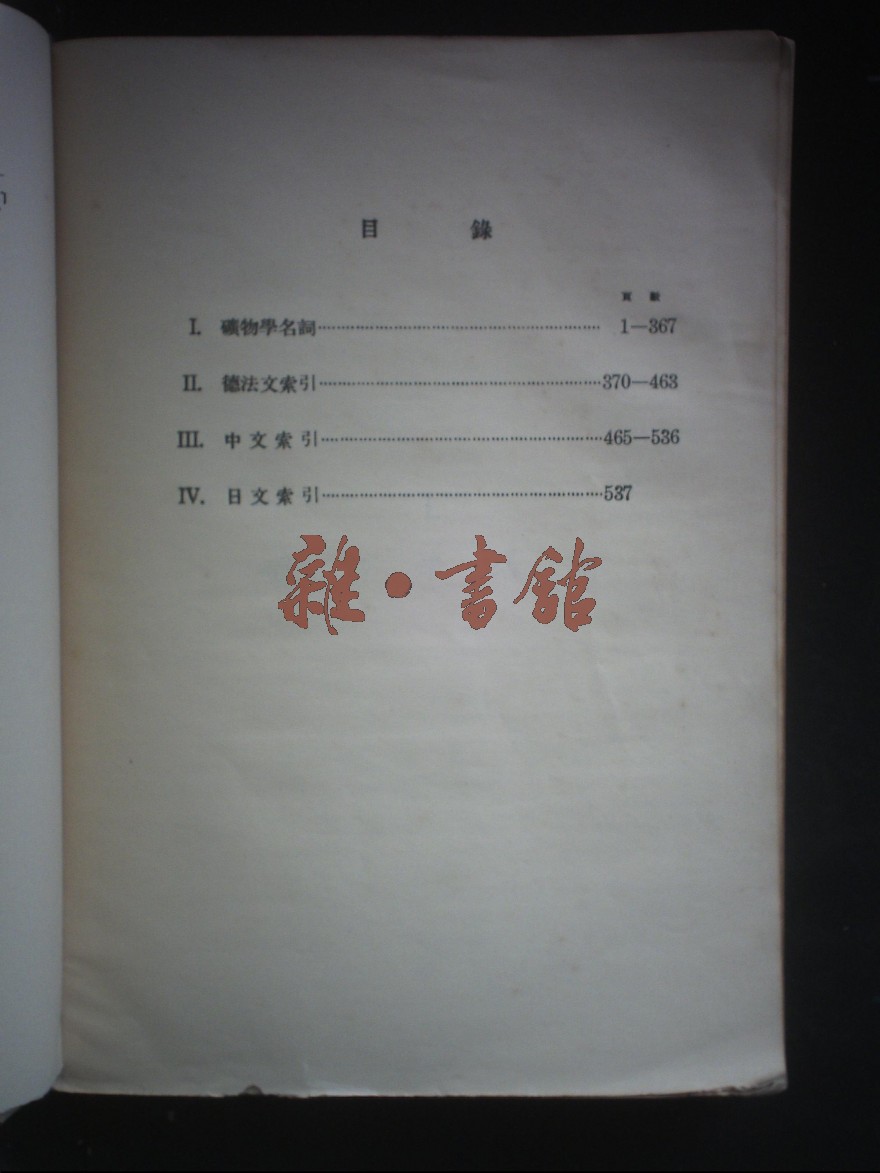 目 錄
頁 數
I. 礦物學名詞 1—367
II. 德法文索引 370—463
III. 中文索引 465—536
IV. 日文索引 537
雜·書舘